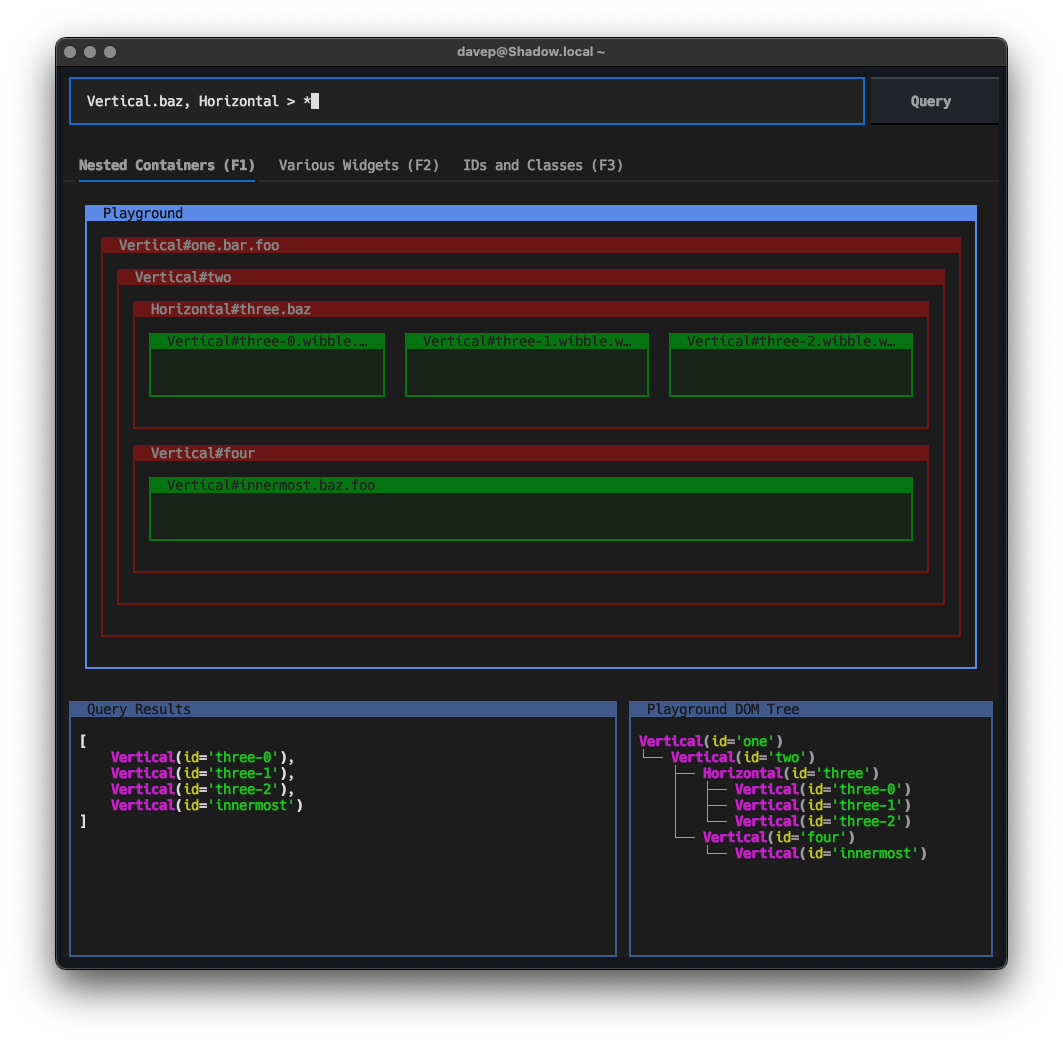 davep@Shadow.local ~
Vertical.baz, Horizontal > *
Query
Nested Containers (F1) Various Widgets (F2) IDs and Classes (F3)
Playground
Vertical#one.bar.foo
Vertical#two
Horizontal#three.baz
Vertical#three-0.wibble.… Vertical#three-1.wibble.w… Vertical#three-2.wibble.w…
Vertical#four
Vertical#innermost.baz.foo
Query Results
[
Vertical(id='three-0'),
Vertical(id='three-1'),
Vertical(id='three-2'),
Vertical(id='innermost')
]
Playground DOM Tree
Vertical(id='one')
Vertical(id='two')
Horizontal(id='three')
Vertical(id='three-0')
Vertical(id='three-1')
Vertical(id='three-2')
Vertical(id='four')
Vertical(id='innermost')